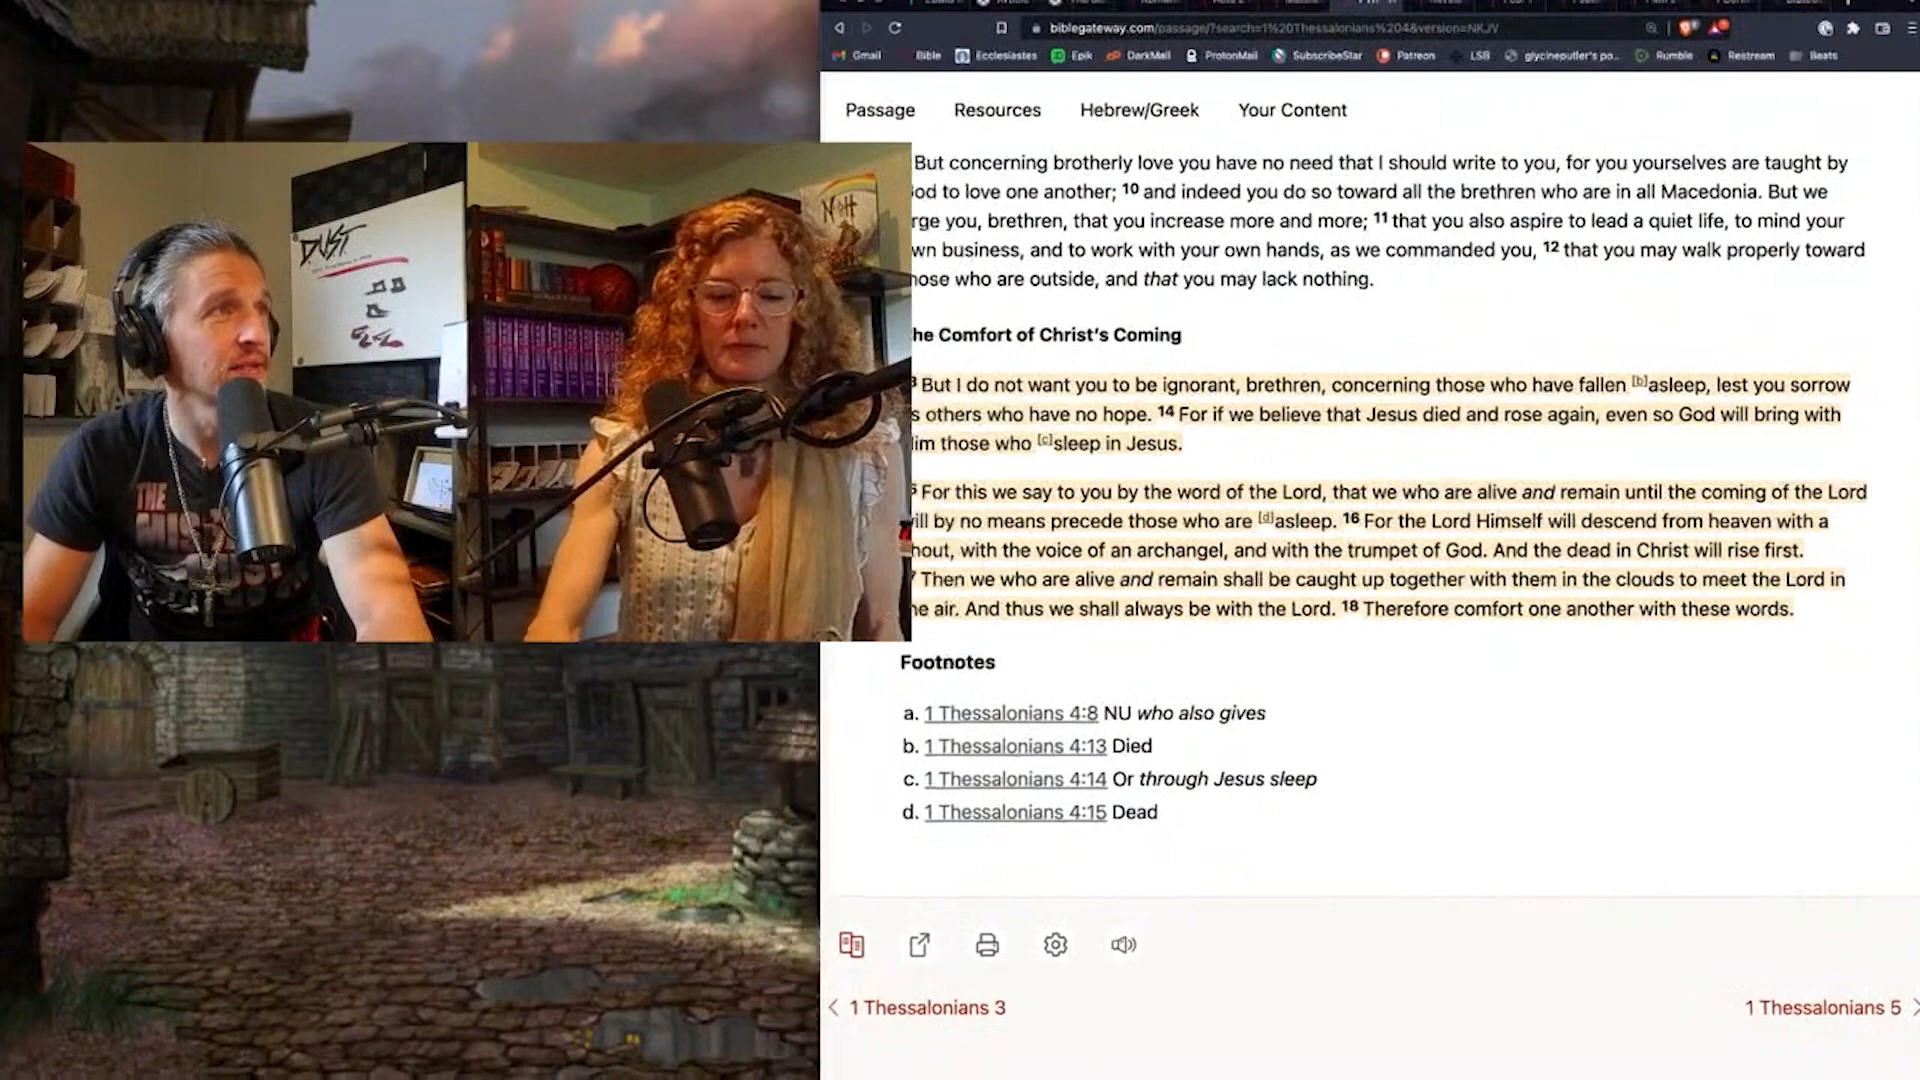 biblegateway.com/passage/?search=1%20Thessalonians%204&version=NKJV
Gmail Bible Ecclesiastes Epik DarkMail ProtonMail SubscribeStar Patreon LSB glycineputler's po... Rumble Restream Beats
Passage Resources Hebrew/Greek Your Content
But concerning brotherly love you have no need that I should write to you, for you yourselves are taught by
od to love one another; 10 and indeed you do so toward all the brethren who are in all Macedonia. But we
rge you, brethren, that you increase more and more; 11 that you also aspire to lead a quiet life, to mind your
wn business, and to work with your own hands, as we commanded you, 12 that you may walk properly toward
hose who are outside, and that you may lack nothing.
he Comfort of Christ's Coming
3 But I do not want you to be ignorant, brethren, concerning those who have fallen [b]asleep, lest you sorrow
s others who have no hope. 14 For if we believe that Jesus died and rose again, even so God will bring with
im those who [c]sleep in Jesus.
5 For this we say to you by the word of the Lord, that we who are alive and remain until the coming of the Lord
ill by no means precede those who are [d]asleep. 16 For the Lord Himself will descend from heaven with a
hout, with the voice of an archangel, and with the trumpet of God. And the dead in Christ will rise first.
7 Then we who are alive and remain shall be caught up together with them in the clouds to meet the Lord in
e air. And thus we shall always be with the Lord. 18 Therefore comfort one another with these words.
Footnotes
a. 1 Thessalonians 4:8 NU who also gives
b. 1 Thessalonians 4:13 Died
c. 1 Thessalonians 4:14 Or through Jesus sleep
d. 1 Thessalonians 4:15 Dead
1 Thessalonians 3
1 Thessalonians 5
DUST
THE
NOH